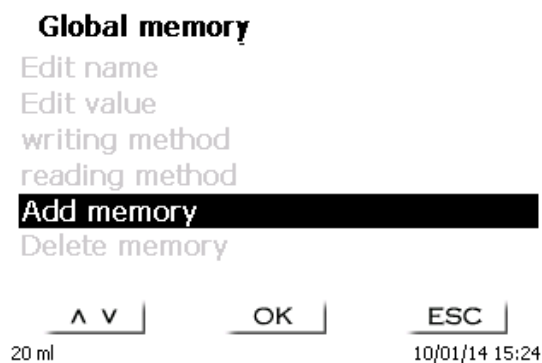 Global memory
Edit name
Edit value
writing method
reading method
Add memory
Delete memory
∧ ∨ OK ESC
20 ml 10/01/14 15:24